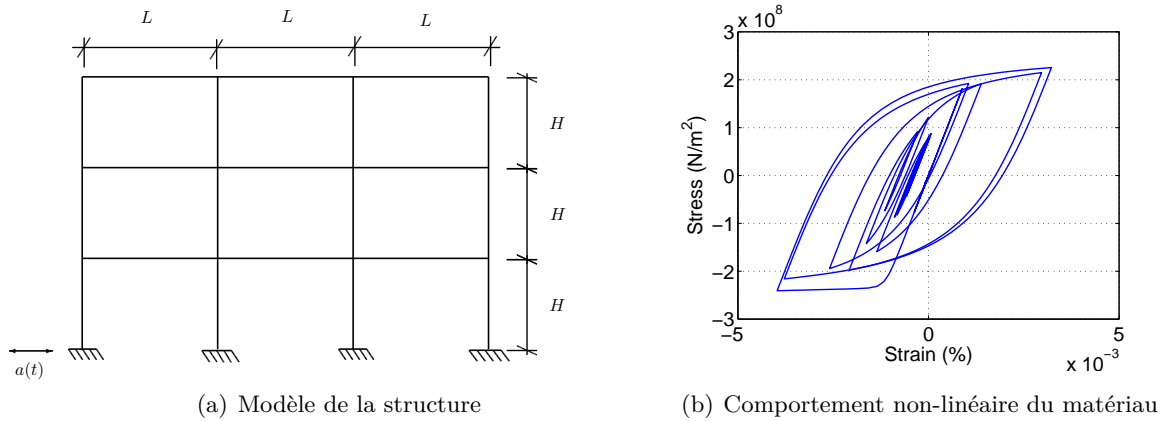 L
L
L
H
H
H
a(t)
(a) Modèle de la structure
x 10^8
3
2
1
0
−1
−2
−3
Stress (N/m^2)
−5
0
5
Strain (%)
x 10^−3
(b) Comportement non-linéaire du matériau